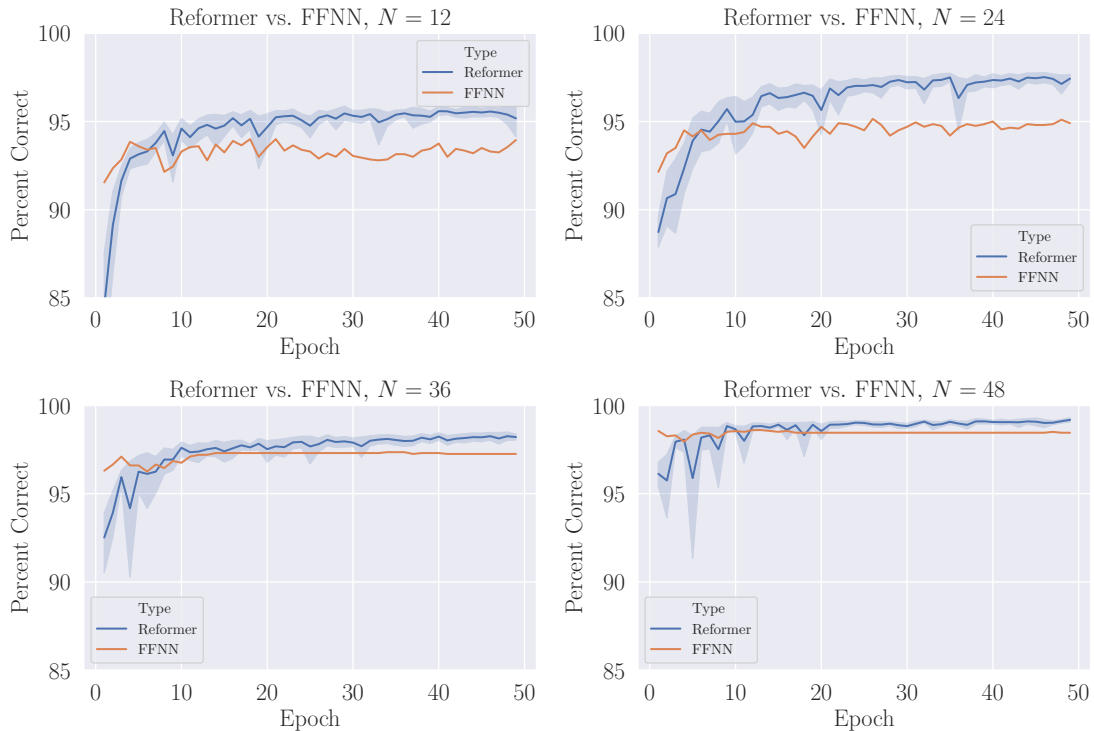 Reformer vs. FFNN, N = 12
100
95
90
85
Percent Correct
Type
Reformer
FFNN
0 10 20 30 40 50
Epoch
Reformer vs. FFNN, N = 24
100
95
90
85
Percent Correct
Type
Reformer
FFNN
0 10 20 30 40 50
Epoch
Reformer vs. FFNN, N = 36
100
95
90
85
Percent Correct
Type
Reformer
FFNN
0 10 20 30 40 50
Epoch
Reformer vs. FFNN, N = 48
100
95
90
85
Percent Correct
Type
Reformer
FFNN
0 10 20 30 40 50
Epoch